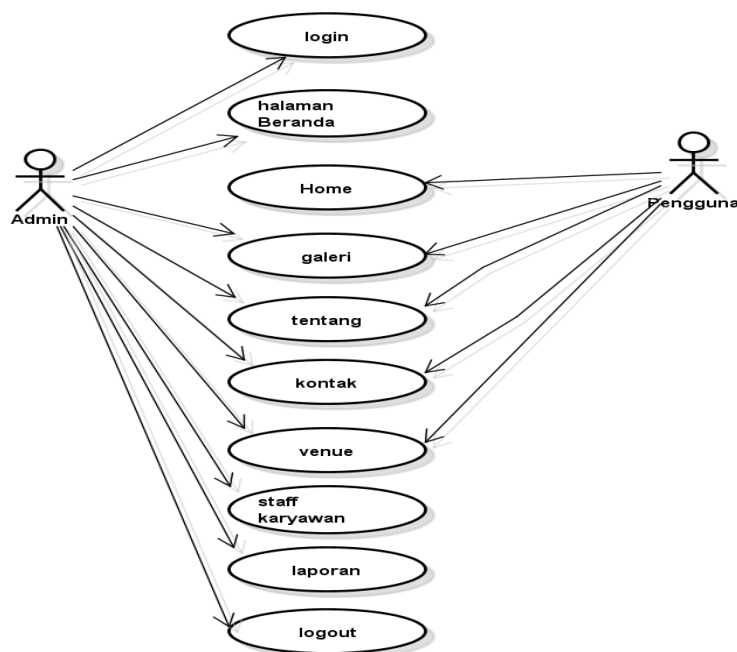 login
halaman
Beranda
Home
Admin
Pengguna
galeri
tentang
kontak
venue
staff
karyawan
laporan
logout